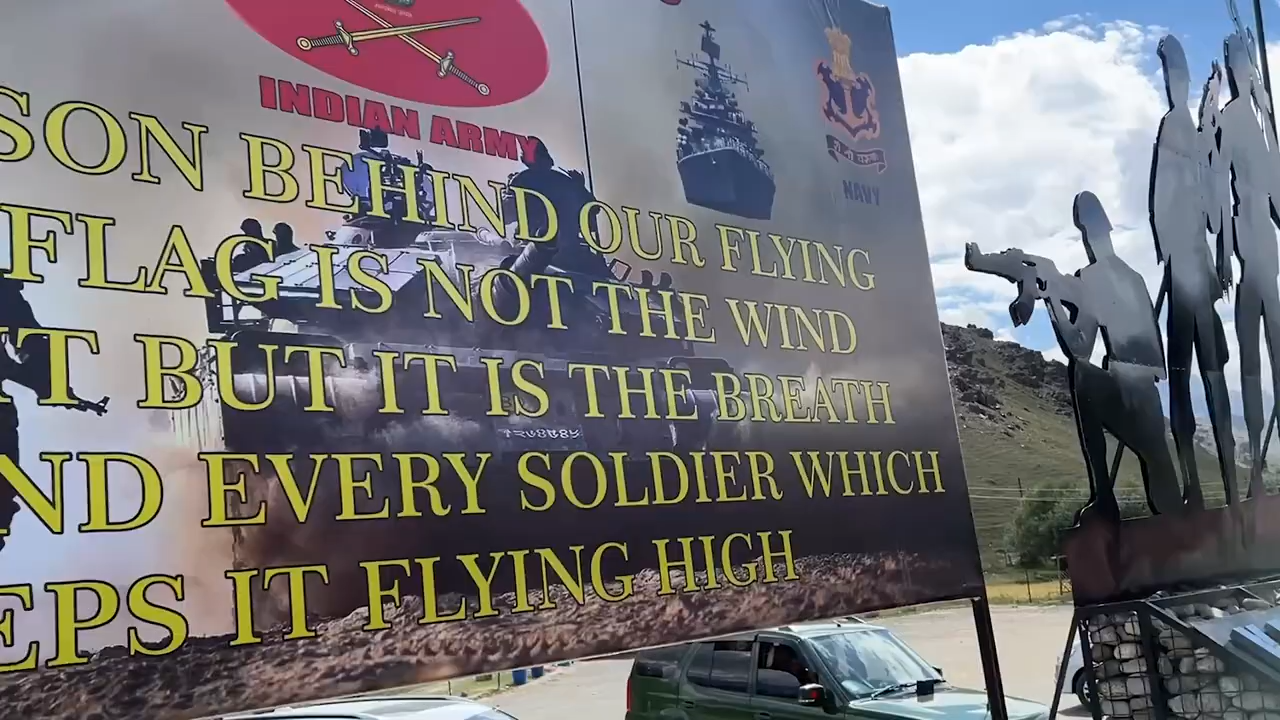 INDIAN ARMY
NAVY
SON BEHIND OUR FLYING
FLAG IS NOT THE WIND
T BUT IT IS THE BREATH
ND EVERY SOLDIER WHICH
EPS IT FLYING HIGH